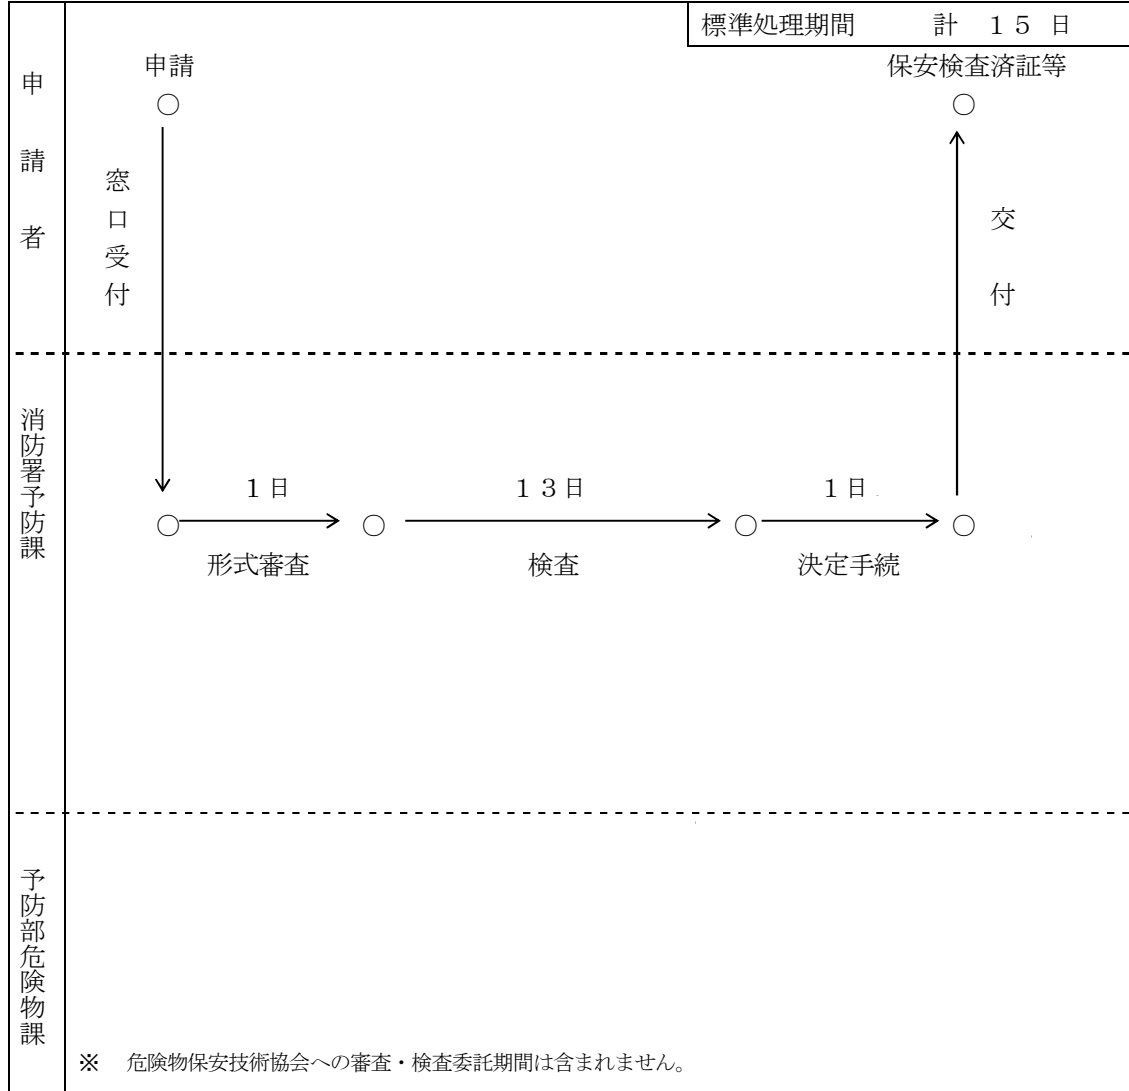 標準処理期間　計　１５　日
申請者
申請
保安検査済証等
○
○
窓口受付
交付
消防署予防課
１日
１３日
１日
○
○
○
○
形式審査
検査
決定手続
予防部危険物課
※　危険物保安技術協会への審査・検査委託期間は含まれません。